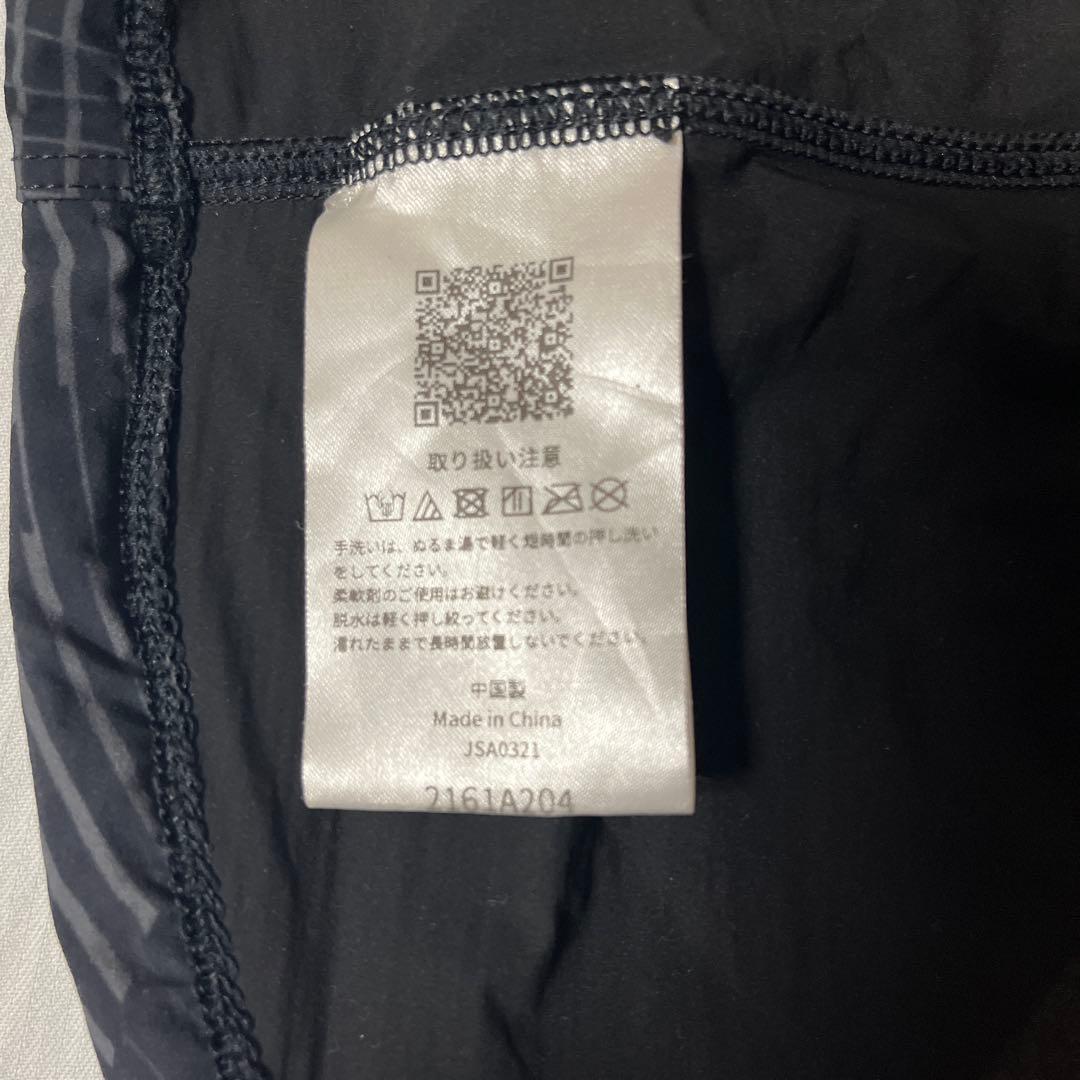 取り扱い注意
手洗いは、ぬるま湯で軽く短時間の押し洗い
をしてください。
柔軟剤のご使用はお避けください。
脱水は軽く押し絞ってください。
濡れたままで長時間放置しないでください。
中国製
Made in China
JSA0321
2161A204